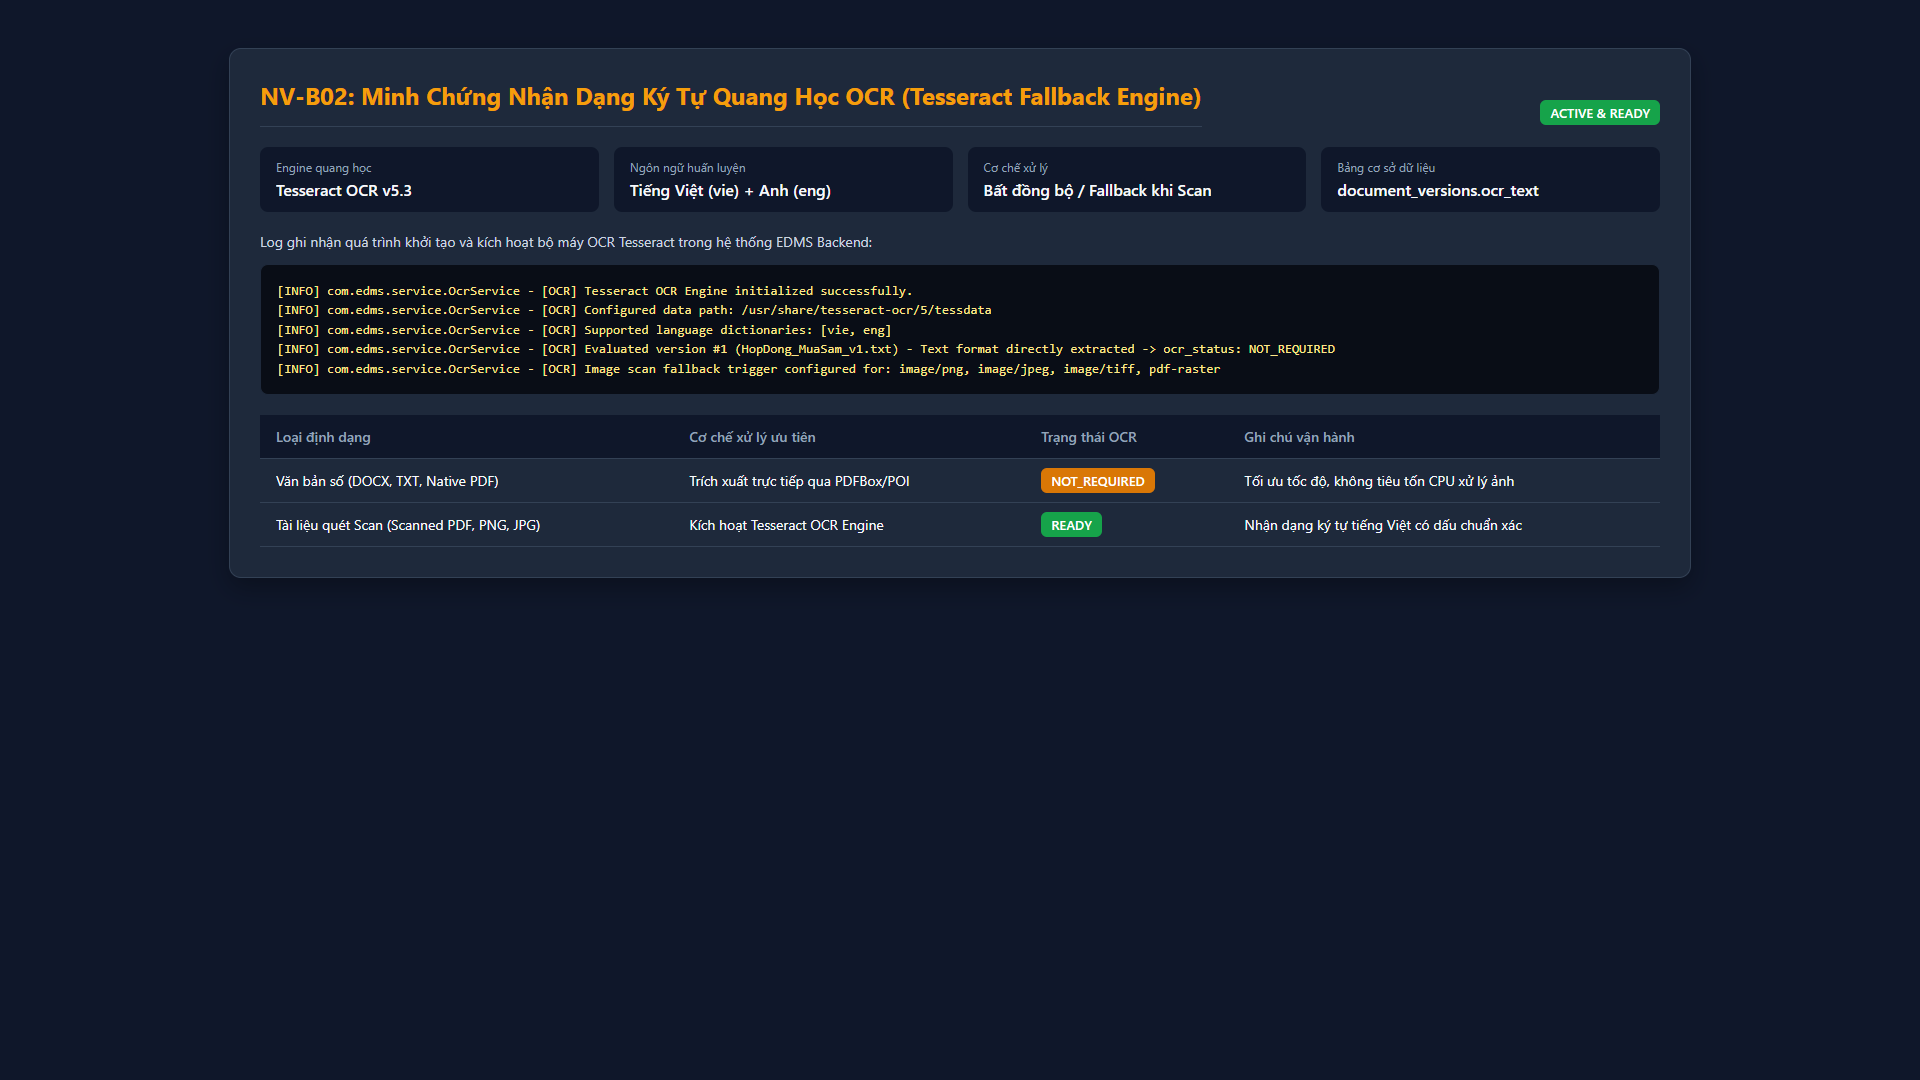 NV-B02: Minh Chứng Nhận Dạng Ký Tự Quang Học OCR (Tesseract Fallback Engine)
ACTIVE & READY
Engine quang học
Tesseract OCR v5.3
Ngôn ngữ huấn luyện
Tiếng Việt (vie) + Anh (eng)
Cơ chế xử lý
Bất đồng bộ / Fallback khi Scan
Bảng cơ sở dữ liệu
document_versions.ocr_text
Log ghi nhận quá trình khởi tạo và kích hoạt bộ máy OCR Tesseract trong hệ thống EDMS Backend:
[INFO] com.edms.service.OcrService - [OCR] Tesseract OCR Engine initialized successfully.
[INFO] com.edms.service.OcrService - [OCR] Configured data path: /usr/share/tesseract-ocr/5/tessdata
[INFO] com.edms.service.OcrService - [OCR] Supported language dictionaries: [vie, eng]
[INFO] com.edms.service.OcrService - [OCR] Evaluated version #1 (HopDong_MuaSam_v1.txt) - Text format directly extracted -> ocr_status: NOT_REQUIRED
[INFO] com.edms.service.OcrService - [OCR] Image scan fallback trigger configured for: image/png, image/jpeg, image/tiff, pdf-raster
Loại định dạng Cơ chế xử lý ưu tiên Trạng thái OCR Ghi chú vận hành
Văn bản số (DOCX, TXT, Native PDF) Trích xuất trực tiếp qua PDFBox/POI NOT_REQUIRED Tối ưu tốc độ, không tiêu tốn CPU xử lý ảnh
Tài liệu quét Scan (Scanned PDF, PNG, JPG) Kích hoạt Tesseract OCR Engine READY Nhận dạng ký tự tiếng Việt có dấu chuẩn xác